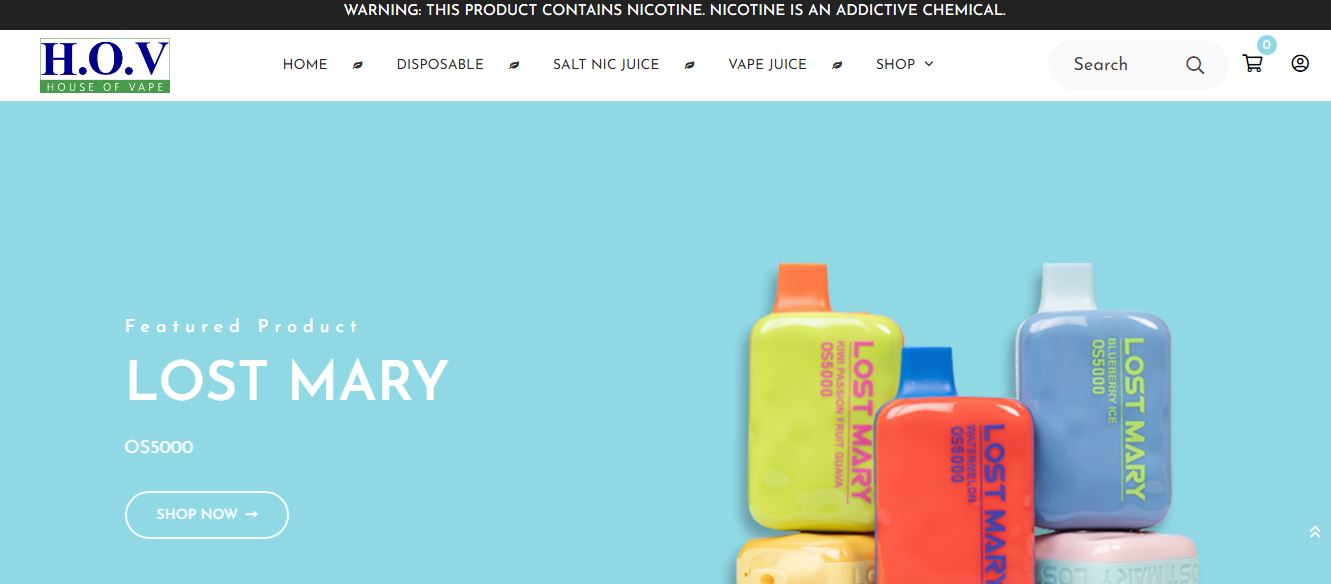 WARNING: THIS PRODUCT CONTAINS NICOTINE. NICOTINE IS AN ADDICTIVE CHEMICAL.
H.O.V
HOUSE OF VAPE
HOME DISPOSABLE SALT NIC JUICE VAPE JUICE SHOP
Search
0
Featured Product
LOST MARY
OS5000
SHOP NOW →
LOST MARY
KIWI PASSION FRUIT GUAVA
OS5000
LOST MARY
WATERMELON
OS5000
LOST MARY
BLUEBERRY ICE
OS5000